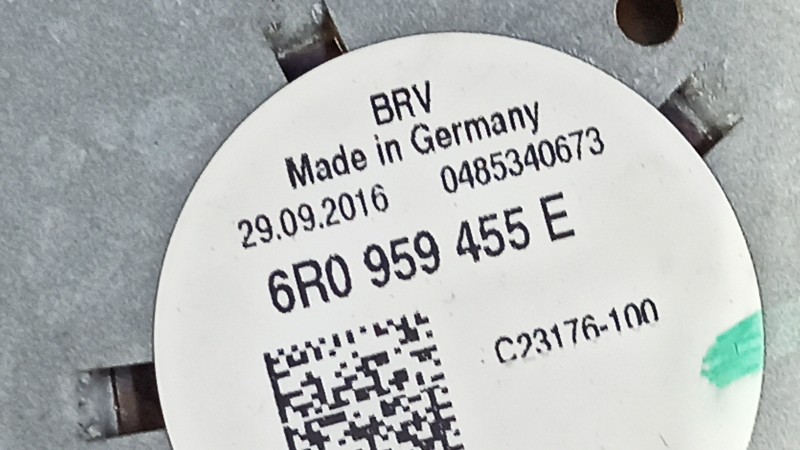 BRV
Made in Germany
29.09.2016 0485340673
6R0 959 455 E
C23176-100